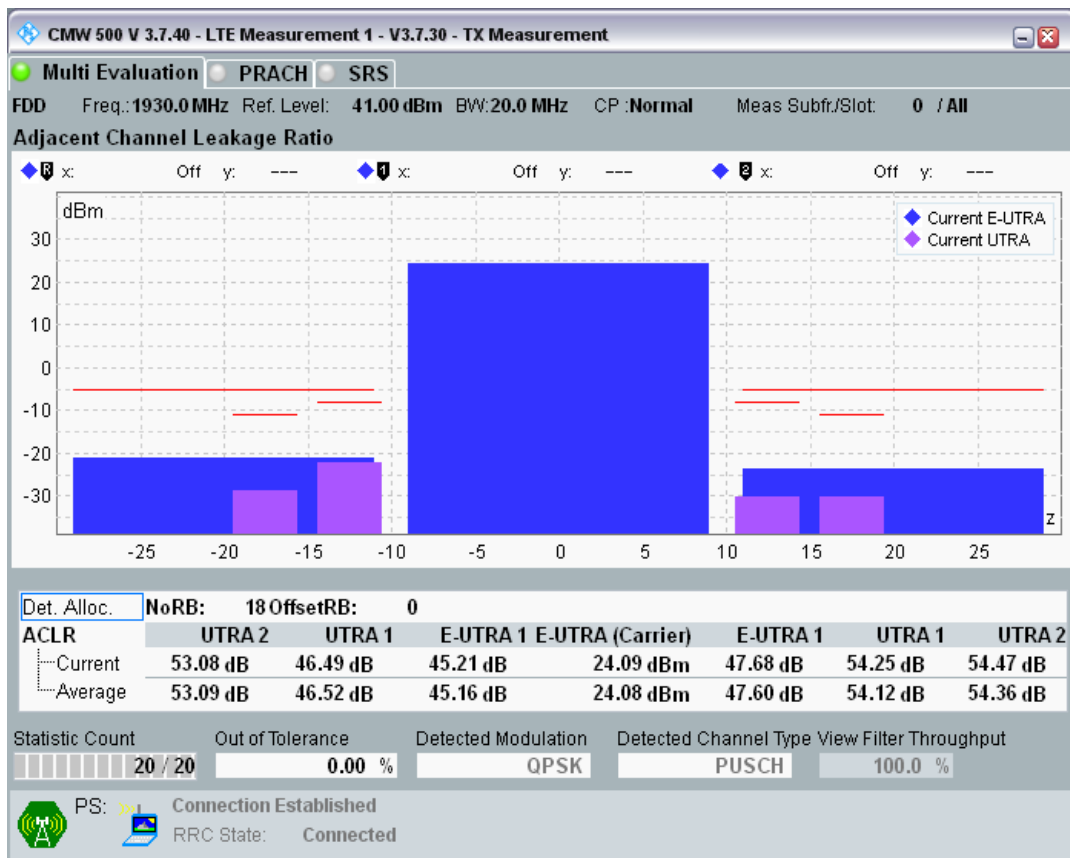 CMW 500 V 3.7.40 - LTE Measurement 1 - V3.7.30 - TX Measurement
Multi Evaluation PRACH SRS
FDD Freq.: 1930.0 MHz Ref. Level: 41.00 dBm BW: 20.0 MHz CP : Normal Meas Subfr./Slot: 0 / All
Adjacent Channel Leakage Ratio
R x: Off y: --- 1 x: Off y: --- 2 x: Off y: ---
dBm
Current E-UTRA
Current UTRA
30
20
10
0
-10
-20
-30
z
-25 -20 -15 -10 -5 0 5 10 15 20 25
Det. Alloc. NoRB: 18 OffsetRB: 0
ACLR UTRA 2 UTRA 1 E-UTRA 1 E-UTRA (Carrier) E-UTRA 1 UTRA 1 UTRA 2
Current 53.08 dB 46.49 dB 45.21 dB 24.09 dBm 47.68 dB 54.25 dB 54.47 dB
Average 53.09 dB 46.52 dB 45.16 dB 24.08 dBm 47.60 dB 54.12 dB 54.36 dB
Statistic Count Out of Tolerance Detected Modulation Detected Channel Type View Filter Throughput
20 / 20 0.00 % QPSK PUSCH 100.0 %
PS: Connection Established
RRC State: Connected